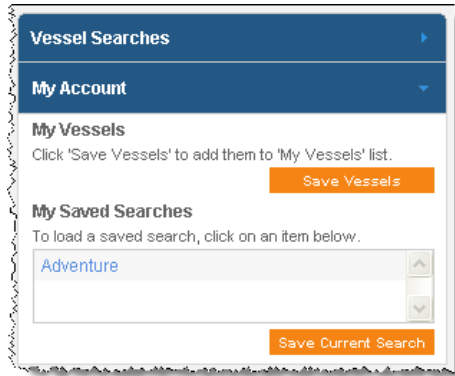 Vessel Searches
My Account
My Vessels
Click 'Save Vessels' to add them to 'My Vessels' list.
Save Vessels
My Saved Searches
To load a saved search, click on an item below.
Adventure
Save Current Search